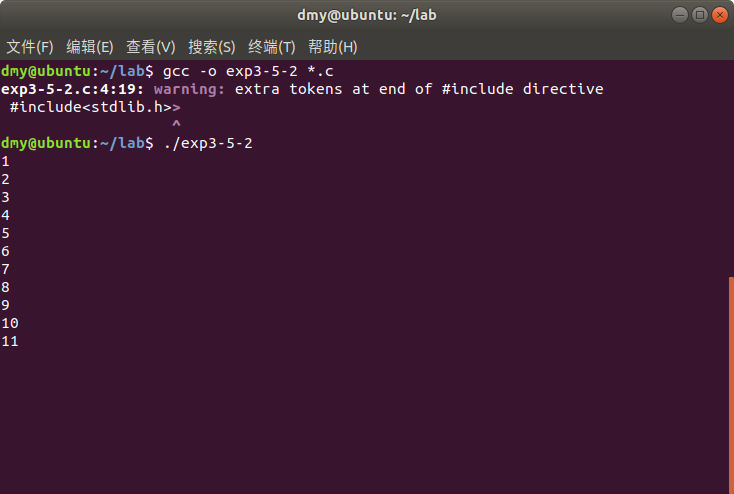 dmy@ubuntu: ~/lab
文件(F) 编辑(E) 查看(V) 搜索(S) 终端(T) 帮助(H)
dmy@ubuntu:~/lab$ gcc -o exp3-5-2 *.c
exp3-5-2.c:4:19: warning: extra tokens at end of #include directive
 #include<stdlib.h>>
                   ^
dmy@ubuntu:~/lab$ ./exp3-5-2
1
2
3
4
5
6
7
8
9
10
11